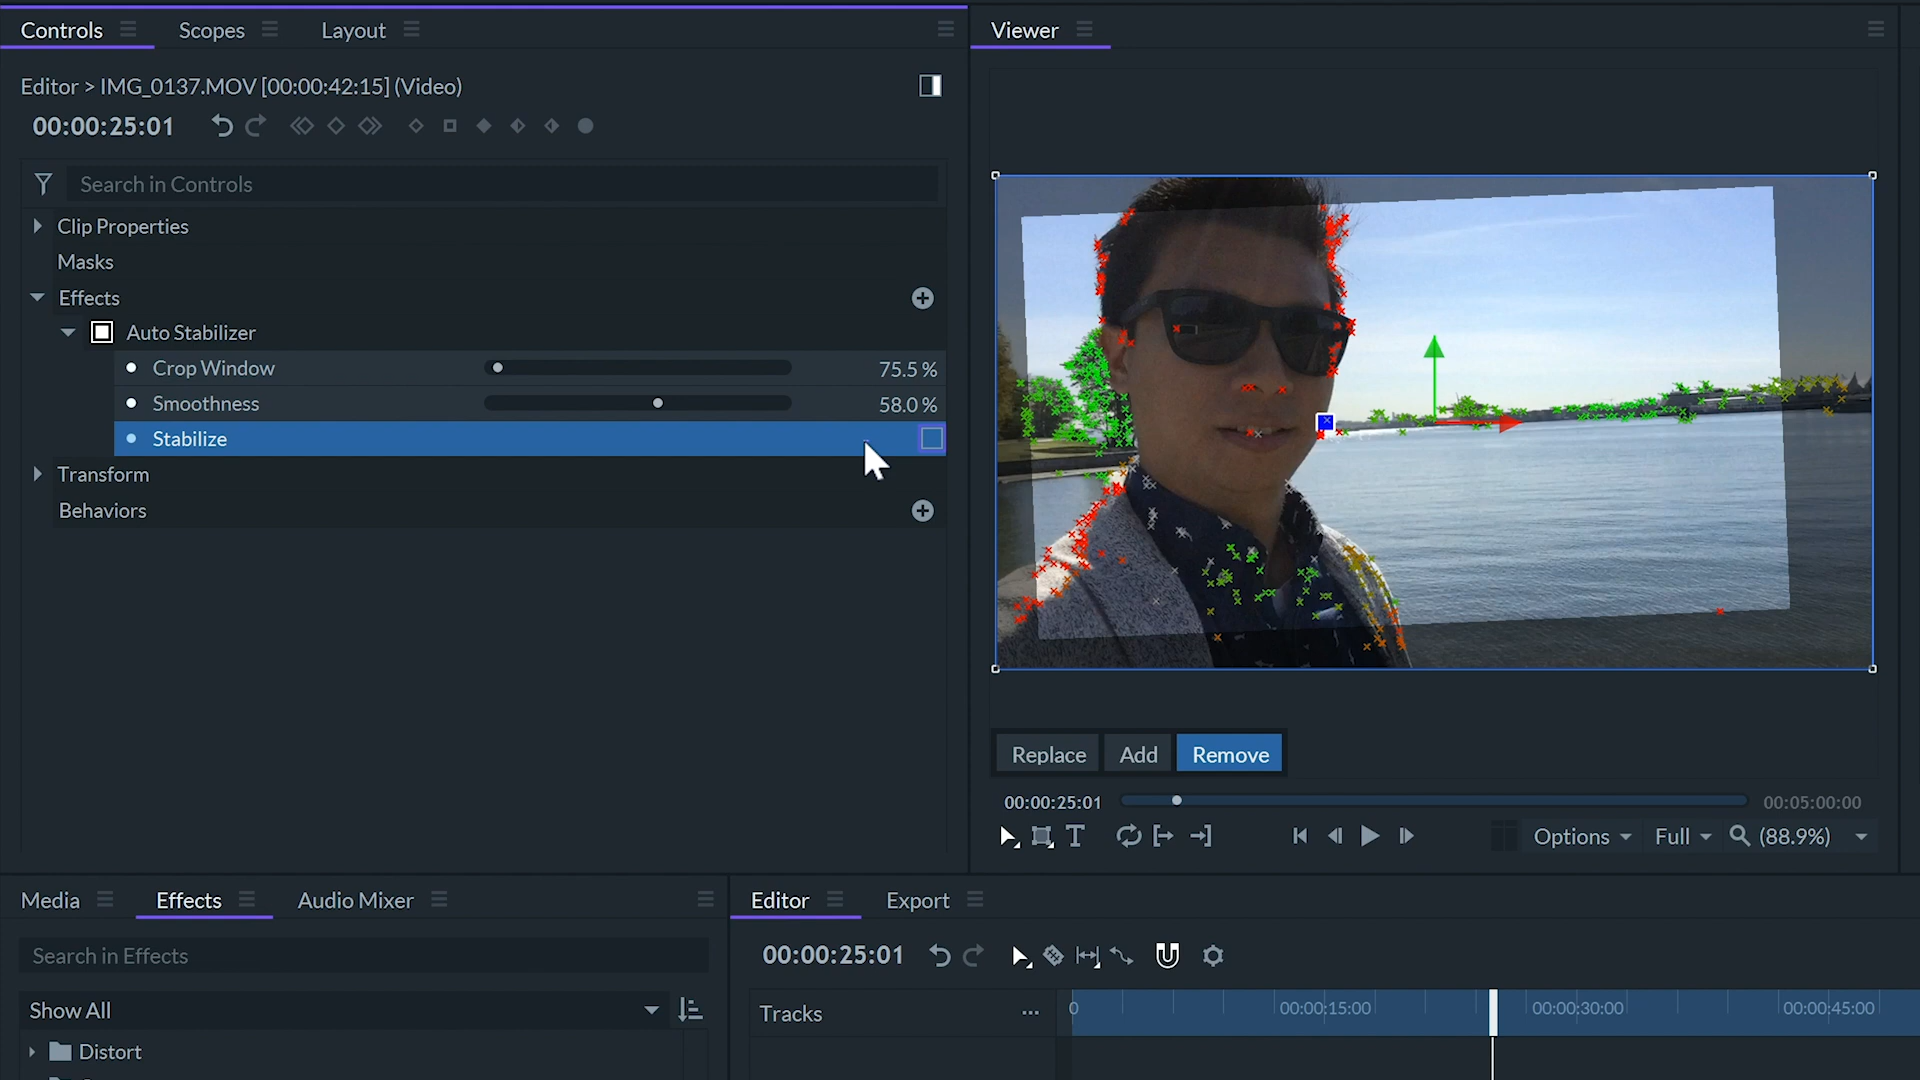 Controls
Scopes
Layout
Viewer
Editor > IMG_0137.MOV [00:00:42:15] (Video)
00:00:25:01
Search in Controls
Clip Properties
Masks
Effects
Auto Stabilizer
Crop Window 75.5 %
Smoothness 58.0 %
Stabilize
Transform
Behaviors
Replace
Add
Remove
00:00:25:01
00:05:00:00
Options
Full
(88.9%)
Media
Effects
Audio Mixer
Editor
Export
Search in Effects
00:00:25:01
Show All
Tracks
0
00:00:15:00
00:00:30:00
00:00:45:00
Distort